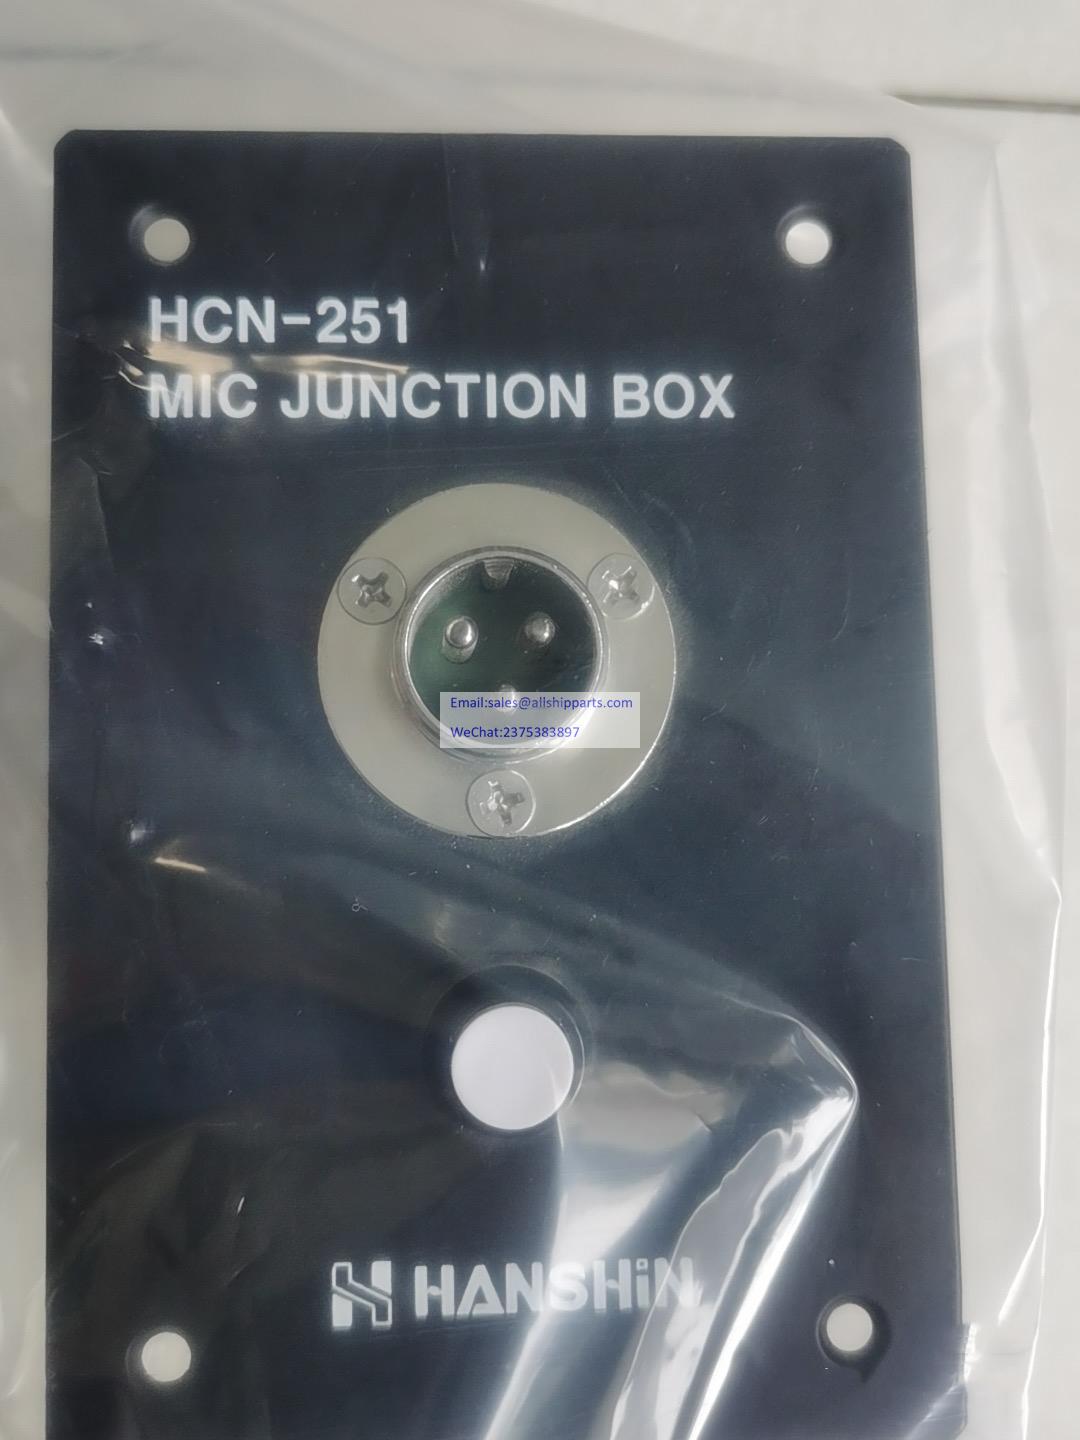 HCN-251
MIC JUNCTION BOX
Email:sales@allshipparts.com
WeChat:2375383897
HANSHiN